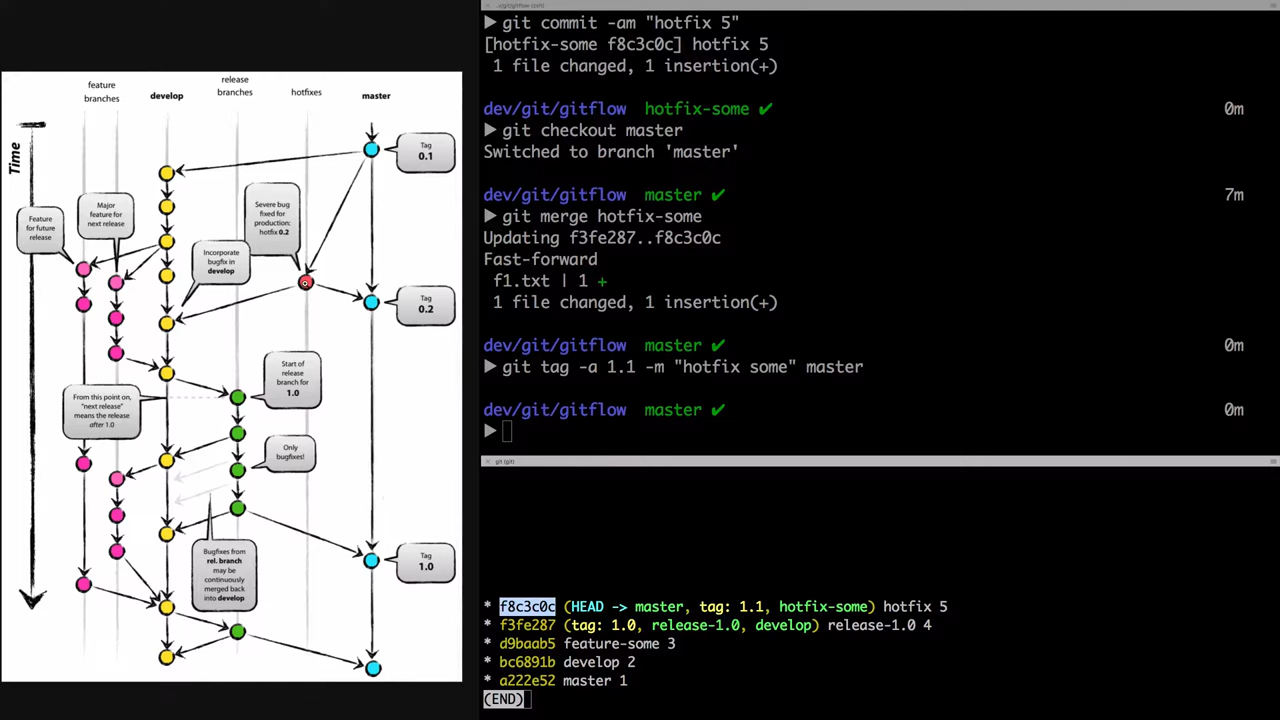 feature
branches
develop
release
branches
hotfixes
master
Time
Tag
0.1
Severe bug
fixed for
production:
hotfix 0.2
Major
feature for
next release
Feature
for future
release
Incorporate
bugfix in
develop
Tag
0.2
Start of
release
branch for
1.0
From this point on,
"next release"
means the release
after 1.0
Only
bugfixes!
Bugfixes from
rel. branch
may be
continuously
merged back
into develop
Tag
1.0
../git/gitflow (zsh)
▶ git commit -am "hotfix 5"
[hotfix-some f8c3c0c] hotfix 5
1 file changed, 1 insertion(+)
dev/git/gitflow hotfix-some ✔ 0m
▶ git checkout master
Switched to branch 'master'
dev/git/gitflow master ✔ 7m
▶ git merge hotfix-some
Updating f3fe287..f8c3c0c
Fast-forward
f1.txt | 1 +
1 file changed, 1 insertion(+)
dev/git/gitflow master ✔ 0m
▶ git tag -a 1.1 -m "hotfix some" master
dev/git/gitflow master ✔ 0m
▶
git (git)
* f8c3c0c (HEAD -> master, tag: 1.1, hotfix-some) hotfix 5
* f3fe287 (tag: 1.0, release-1.0, develop) release-1.0 4
* d9baab5 feature-some 3
* bc6891b develop 2
* a222e52 master 1
(END)